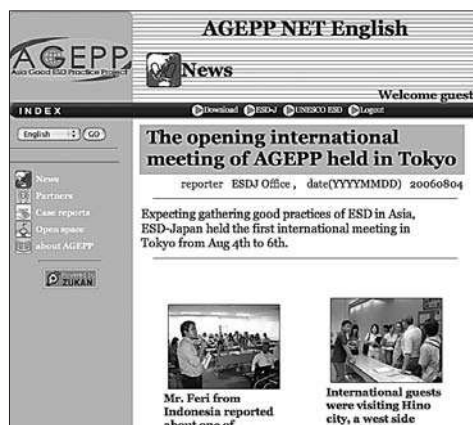 AGEPP
Asia Good ESD Practice Project
AGEPP NET English
News
Welcome guest
INDEX
Download ESD-J UNESCO ESD Logout
English GO
News
Partners
Case reports
Open space
about AGEPP
Powered by
ZUKAN
The opening international
meeting of AGEPP held in Tokyo
reporter ESDJ Office , date(YYYYMMDD) 20060804
Expecting gathering good practices of ESD in Asia,
ESD-Japan held the first international meeting in
Tokyo from Aug 4th to 6th.
Mr. Feri from
Indonesia reported
about one of
International guests
were visiting Hino
city, a west side